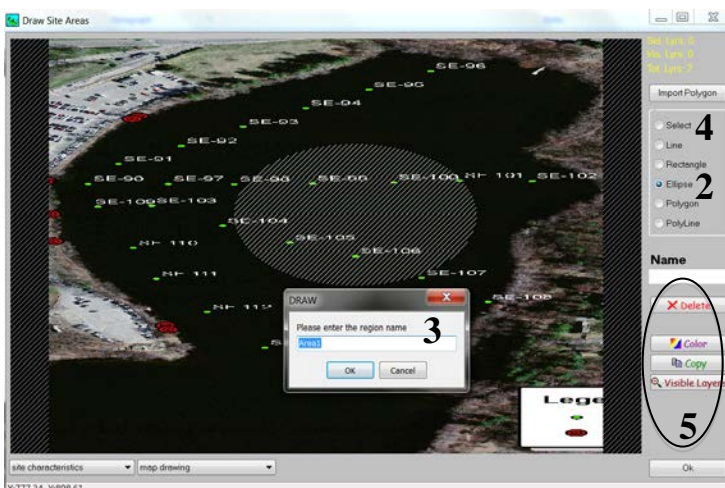 Draw Site Areas
Sel. Lyrs: 0
Vis. Lyrs: 0
Tot. Lyrs: 7
Import Polygon
Select
4
Line
Rectangle
Ellipse
2
Polygon
PolyLine
Name
Delete
Color
Copy
Visible Layers
5
Ok
SE-96
SE-95
SE-94
SE-93
SE-92
SE-91
SE-90
SE-97
SE-98
SE-100
SE-102
SE-103
SE-104
SE-105
SE-106
SE-107
SE-108
DRAW
Please enter the region name
Area1
3
OK
Cancel
Lege
site characteristics
map drawing